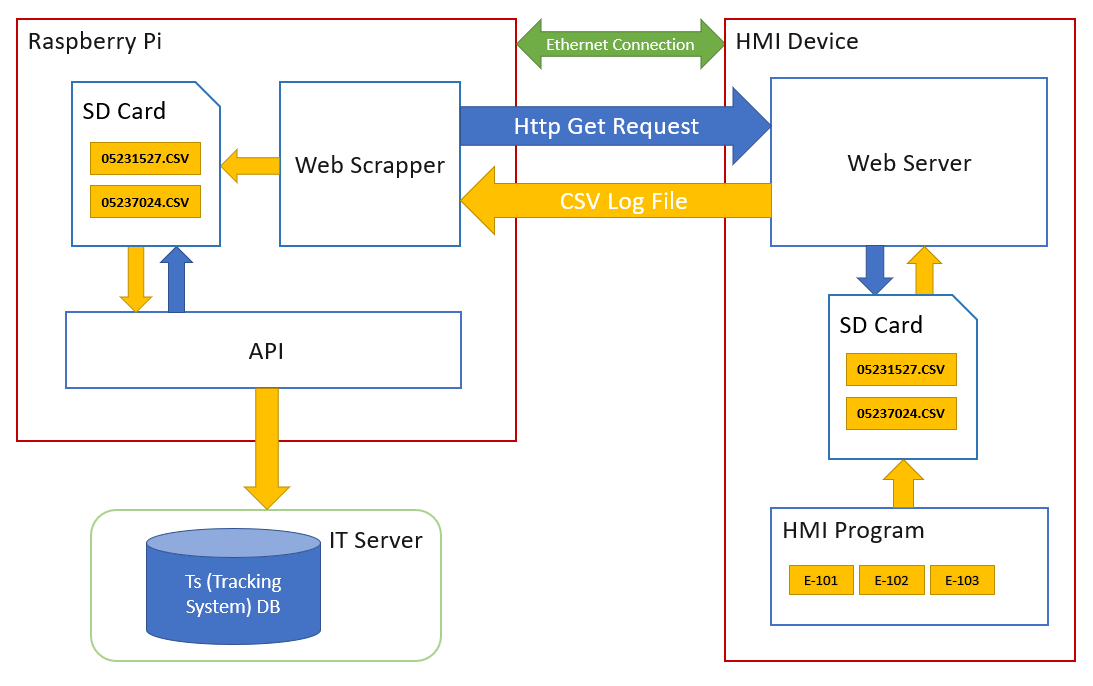 Raspberry Pi
Ethernet Connection
HMI Device
SD Card
05231527.CSV
05237024.CSV
Web Scrapper
Http Get Request
CSV Log File
Web Server
API
SD Card
05231527.CSV
05237024.CSV
HMI Program
E-101
E-102
E-103
IT Server
Ts (Tracking
System) DB